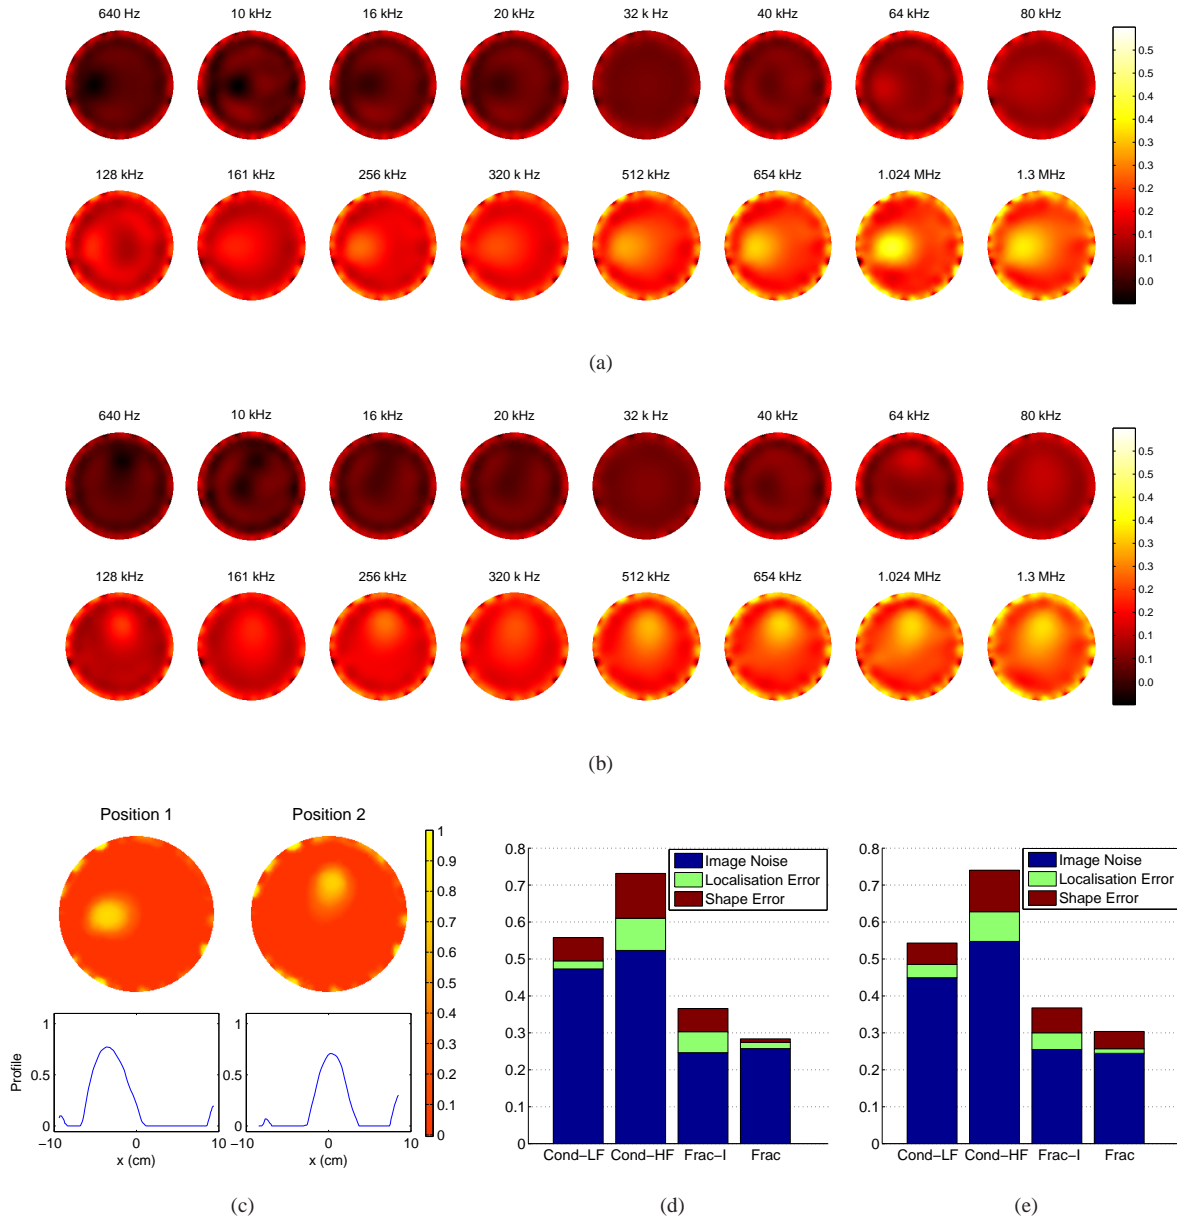 640 Hz 10 kHz 16 kHz 20 kHz 32 k Hz 40 kHz 64 kHz 80 kHz
128 kHz 161 kHz 256 kHz 320 k Hz 512 kHz 654 kHz 1.024 MHz 1.3 MHz
0.5
0.5
0.4
0.4
0.3
0.3
0.2
0.2
0.1
0.1
0.0
(a)
640 Hz 10 kHz 16 kHz 20 kHz 32 k Hz 40 kHz 64 kHz 80 kHz
128 kHz 161 kHz 256 kHz 320 k Hz 512 kHz 654 kHz 1.024 MHz 1.3 MHz
0.5
0.5
0.4
0.4
0.3
0.3
0.2
0.2
0.1
0.1
0.0
(b)
Position 1 Position 2
1
0.9
0.8
0.7
0.6
0.5
0.4
0.3
0.2
0.1
0
Profile
1
0.5
0
−10 0 10
x (cm)
1
0.5
0
−10 0 10
x (cm)
(c)
0.8
0.7
0.6
0.5
0.4
0.3
0.2
0.1
0
Image Noise
Localisation Error
Shape Error
Cond−LF Cond−HF Frac−I Frac
(d)
0.8
0.7
0.6
0.5
0.4
0.3
0.2
0.1
0
Image Noise
Localisation Error
Shape Error
Cond−LF Cond−HF Frac−I Frac
(e)